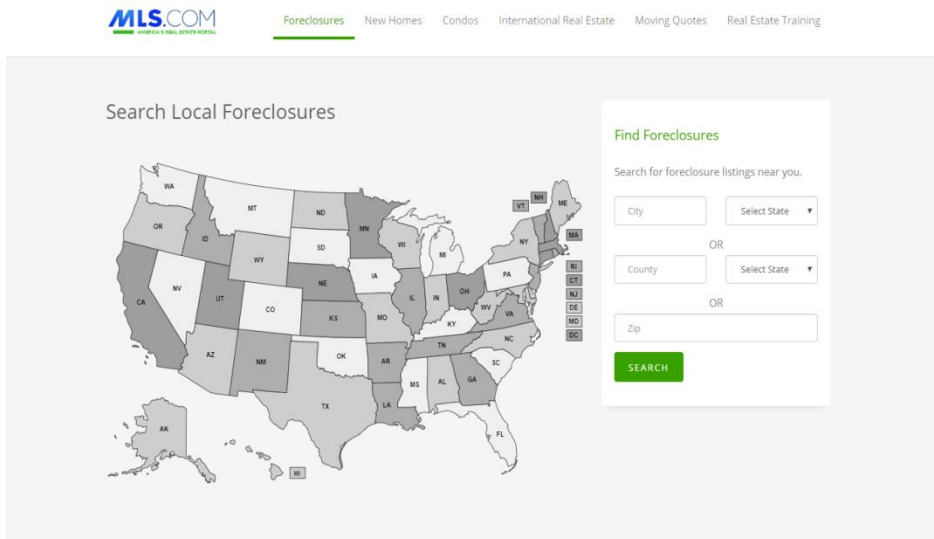 MLS.COM
AMERICA'S REAL ESTATE PORTAL
Foreclosures New Homes Condos International Real Estate Moving Quotes Real Estate Training
Search Local Foreclosures
WA
MT
ND
MN
OR
ID
SD
WI
MI
NY
VT
NH
ME
MA
WY
IA
NE
PA
RI
CT
NJ
DE
MD
DC
NV
UT
CO
IL
IN
OH
CA
KS
MO
WV
VA
KY
AZ
NM
OK
AR
TN
NC
SC
MS
AL
GA
TX
LA
FL
AK
HI
Find Foreclosures
Search for foreclosure listings near you.
City Select State
OR
County Select State
OR
Zip
SEARCH